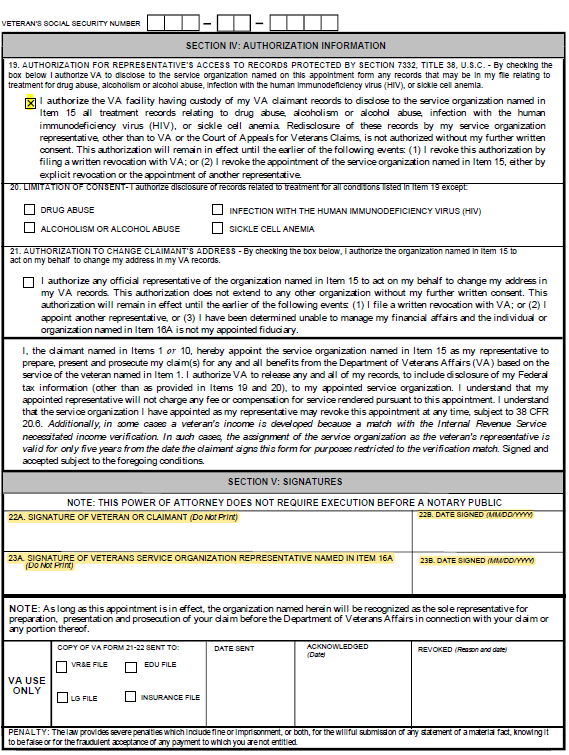 VETERAN'S SOCIAL SECURITY NUMBER – –
SECTION IV: AUTHORIZATION INFORMATION
19. AUTHORIZATION FOR REPRESENTATIVE'S ACCESS TO RECORDS PROTECTED BY SECTION 7332, TITLE 38, U.S.C. - By checking the
box below I authorize VA to disclose to the service organization named on this appointment form any records that may be in my file relating to
treatment for drug abuse, alcoholism or alcohol abuse, infection with the human immunodeficiency virus (HIV), or sickle cell anemia.
X I authorize the VA facility having custody of my VA claimant records to disclose to the service organization named in
Item 15 all treatment records relating to drug abuse, alcoholism or alcohol abuse, infection with the human
immunodeficiency virus (HIV), or sickle cell anemia. Redisclosure of these records by my service organization
representative, other than to VA or the Court of Appeals for Veterans Claims, is not authorized without my further written
consent. This authorization will remain in effect until the earlier of the following events: (1) I revoke this authorization by
filing a written revocation with VA; or (2) I revoke the appointment of the service organization named in Item 15, either by
explicit revocation or the appointment of another representative.
20. LIMITATION OF CONSENT- I authorize disclosure of records related to treatment for all conditions listed in Item 19 except:
DRUG ABUSE INFECTION WITH THE HUMAN IMMUNODEFICIENCY VIRUS (HIV)
ALCOHOLISM OR ALCOHOL ABUSE SICKLE CELL ANEMIA
21. AUTHORIZATION TO CHANGE CLAIMANT'S ADDRESS - By checking the box below, I authorize the organization named in Item 15 to
act on my behalf to change my address in my VA records.
I authorize any official representative of the organization named in Item 15 to act on my behalf to change my address in
my VA records. This authorization does not extend to any other organization without my further written consent. This
authorization will remain in effect until the earlier of the following events: (1) I file a written revocation with VA; or (2) I
appoint another representative, or (3) I have been determined unable to manage my financial affairs and the individual or
organization named in Item 16A is not my appointed fiduciary.
I, the claimant named in Items 1 or 10, hereby appoint the service organization named in Item 15 as my representative to
prepare, present and prosecute my claim(s) for any and all benefits from the Department of Veterans Affairs (VA) based on the
service of the veteran named in Item 1. I authorize VA to release any and all of my records, to include disclosure of my Federal
tax information (other than as provided in Items 19 and 20), to my appointed service organization. I understand that my
appointed representative will not charge any fee or compensation for service rendered pursuant to this appointment. I understand
that the service organization I have appointed as my representative may revoke this appointment at any time, subject to 38 CFR
20.6. Additionally, in some cases a veteran's income is developed because a match with the Internal Revenue Service
necessitated income verification. In such cases, the assignment of the service organization as the veteran's representative is
valid for only five years from the date the claimant signs this form for purposes restricted to the verification match. Signed and
accepted subject to the foregoing conditions.
SECTION V: SIGNATURES
NOTE: THIS POWER OF ATTORNEY DOES NOT REQUIRE EXECUTION BEFORE A NOTARY PUBLIC
22A. SIGNATURE OF VETERAN OR CLAIMANT (Do Not Print) 22B. DATE SIGNED (MM/DD/YYYY)
23A. SIGNATURE OF VETERANS SERVICE ORGANIZATION REPRESENTATIVE NAMED IN ITEM 16A 23B. DATE SIGNED (MM/DD/YYYY)
(Do Not Print)
NOTE: As long as this appointment is in effect, the organization named herein will be recognized as the sole representative for
preparation, presentation and prosecution of your claim before the Department of Veterans Affairs in connection with your claim or
any portion thereof.
VA USE
ONLY
COPY OF VA FORM 21-22 SENT TO:
VR&E FILE EDU FILE
LG FILE INSURANCE FILE
DATE SENT
ACKNOWLEDGED
(Date)
REVOKED (Reason and date)
PENALTY: The law provides severe penalties which include fine or imprisonment, or both, for the willful submission of any statement of a material fact, knowing it
to be false or for the fraudulent acceptance of any payment to which you are not entitled.